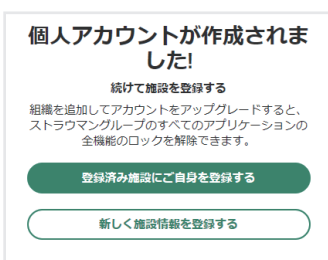 個人アカウントが作成されま
した!
続けて施設を登録する
組織を追加してアカウントをアップグレードすると、
ストラウマングループのすべてのアプリケーションの
全機能のロックを解除できます。
登録済み施設にご自身を登録する
新しく施設情報を登録する